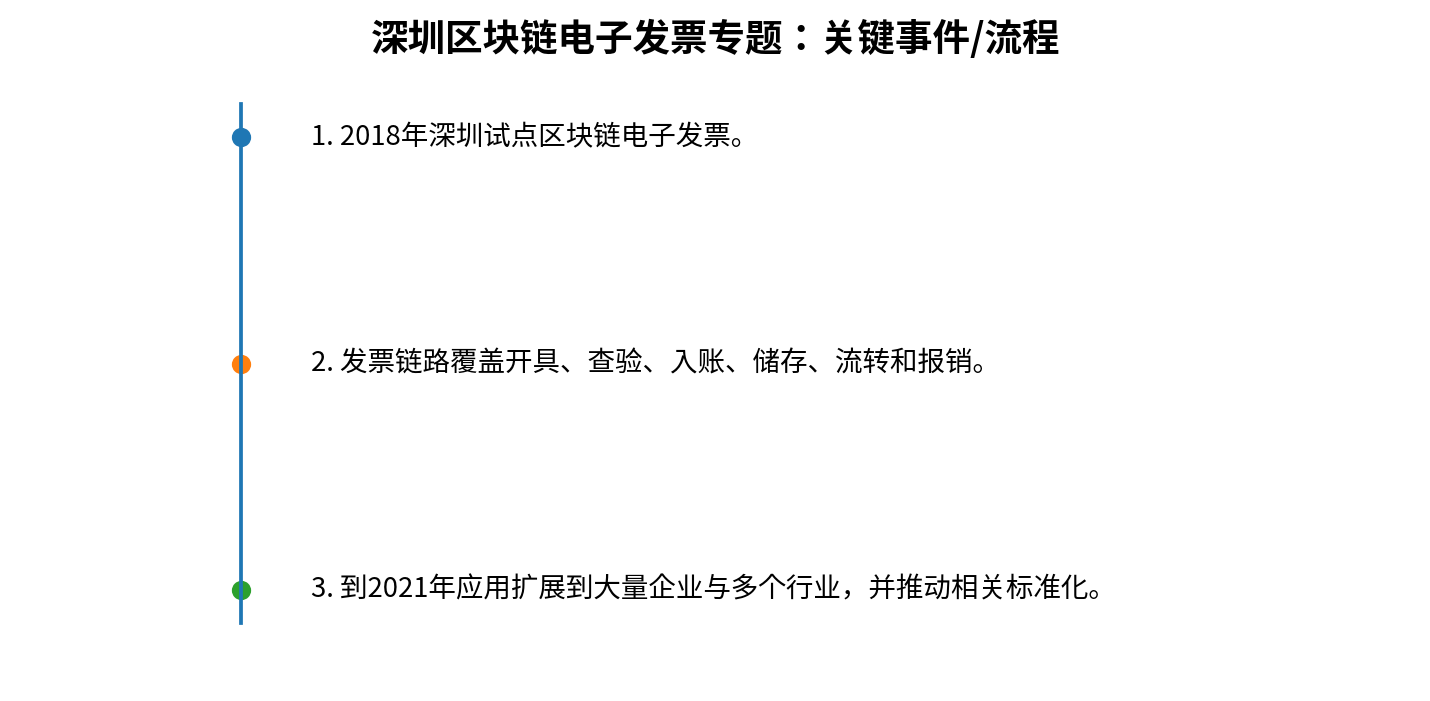 深圳区块链电子发票专题：关键事件/流程
1. 2018年深圳试点区块链电子发票。
2. 发票链路覆盖开具、查验、入账、储存、流转和报销。
3. 到2021年应用扩展到大量企业与多个行业，并推动相关标准化。